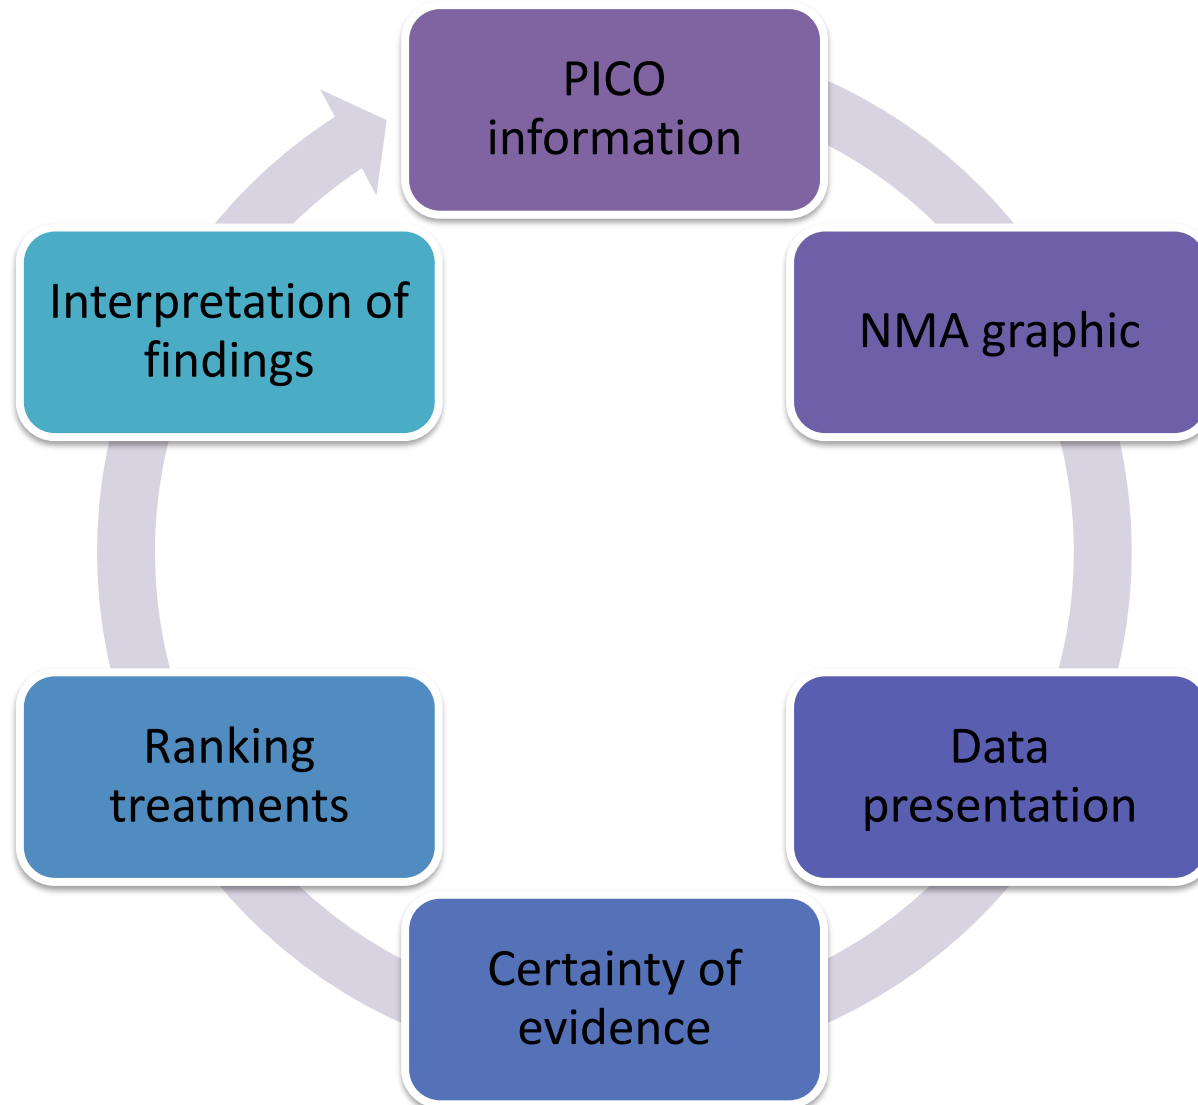 PICO
information
NMA graphic
Data
presentation
Certainty of
evidence
Ranking
treatments
Interpretation of
findings